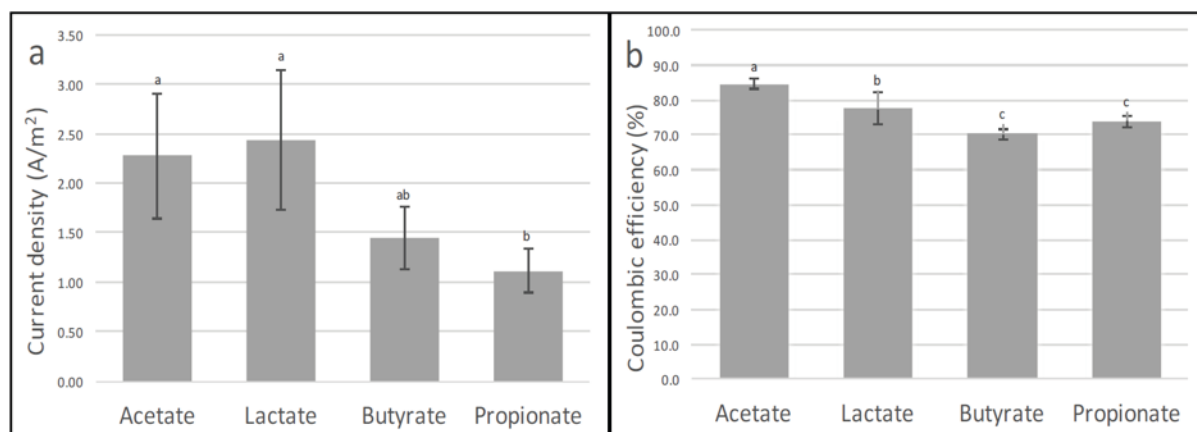 a
Current density (A/m²)
3.50
3.00
2.50
2.00
1.50
1.00
0.50
0.00
a
a
ab
b
Acetate Lactate Butyrate Propionate
b
Coulombic efficiency (%)
100.0
90.0
80.0
70.0
60.0
50.0
40.0
30.0
20.0
10.0
0.0
a
b
c
c
Acetate Lactate Butyrate Propionate